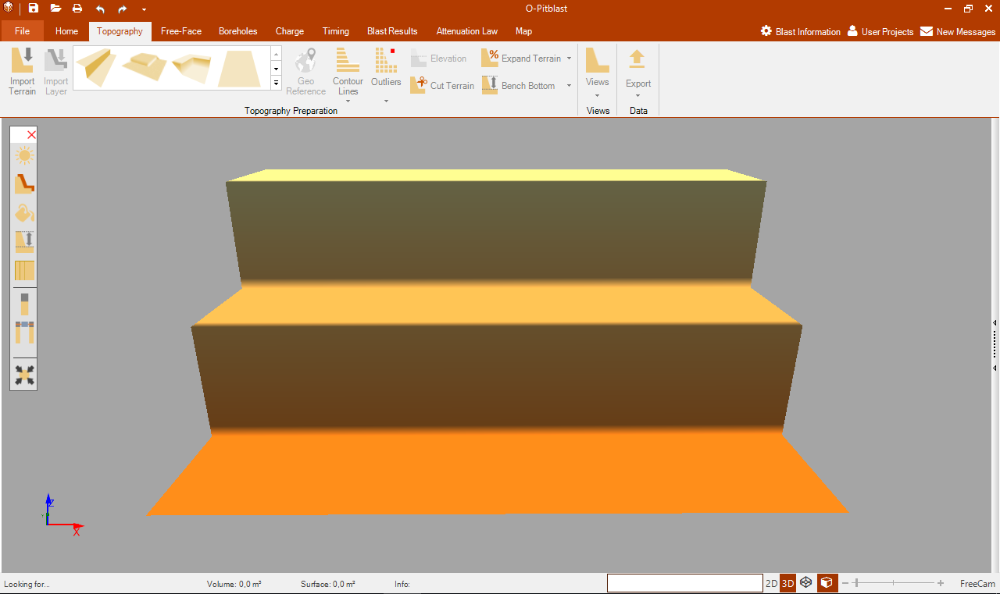 O-Pitblast
File Home Topography Free-Face Boreholes Charge Timing Blast Results Attenuation Law Map Blast Information User Projects New Messages
Import Terrain
Import Layer
Geo Reference
Contour Lines
Outliers
Elevation
Cut Terrain
Expand Terrain
Bench Bottom
Views
Export
Topography Preparation Views Data
Z
Y
X
Looking for... Volume: 0,0 m³ Surface: 0,0 m² Info: 2D 3D FreeCam